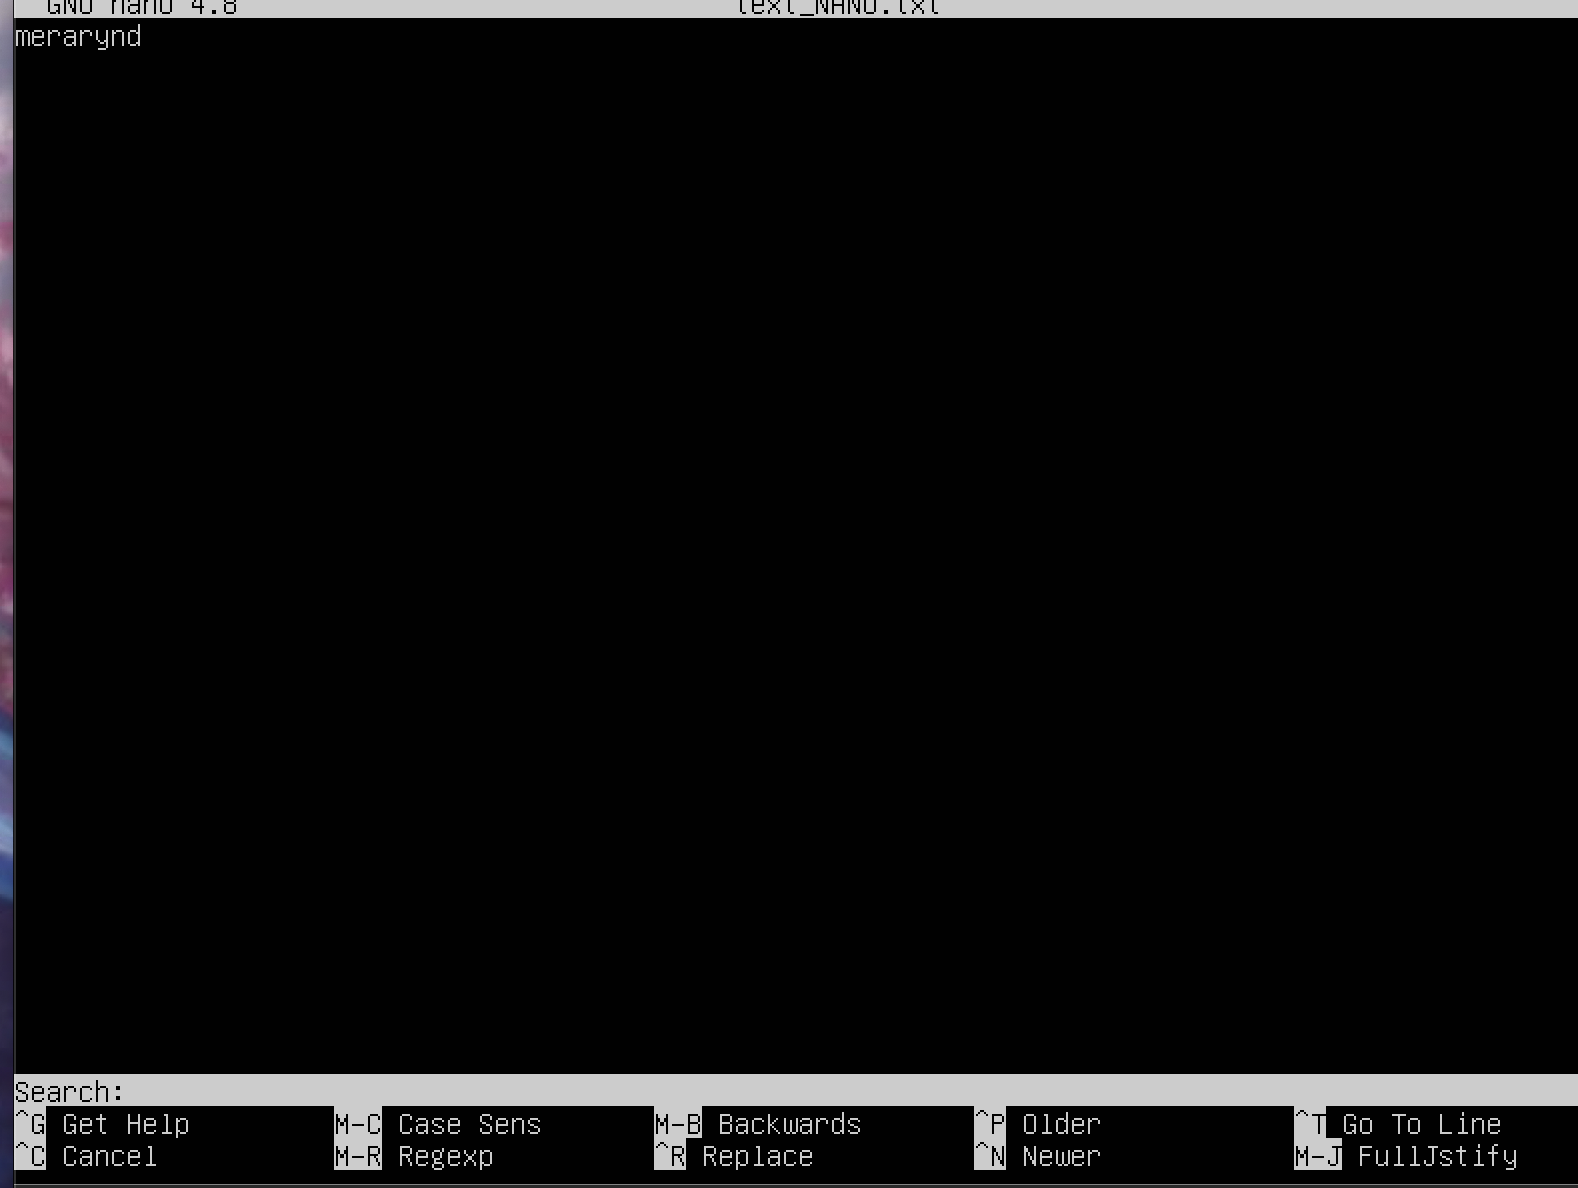 GNU nano 4.8 text_NANO.txt
merarynd
Search:
^G Get Help M-C Case Sens M-B Backwards ^P Older ^T Go To Line
^C Cancel M-R Regexp ^R Replace ^N Newer M-J FullJstify